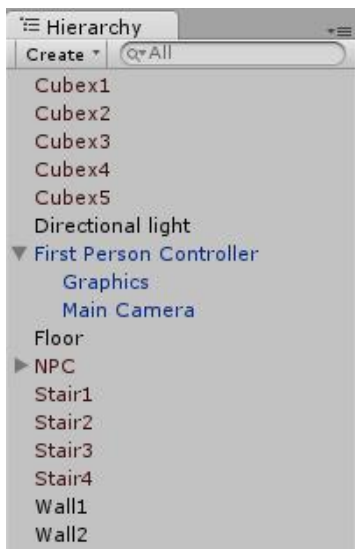 Hierarchy
Create All
Cubex1
Cubex2
Cubex3
Cubex4
Cubex5
Directional light
First Person Controller
Graphics
Main Camera
Floor
NPC
Stair1
Stair2
Stair3
Stair4
Wall1
Wall2